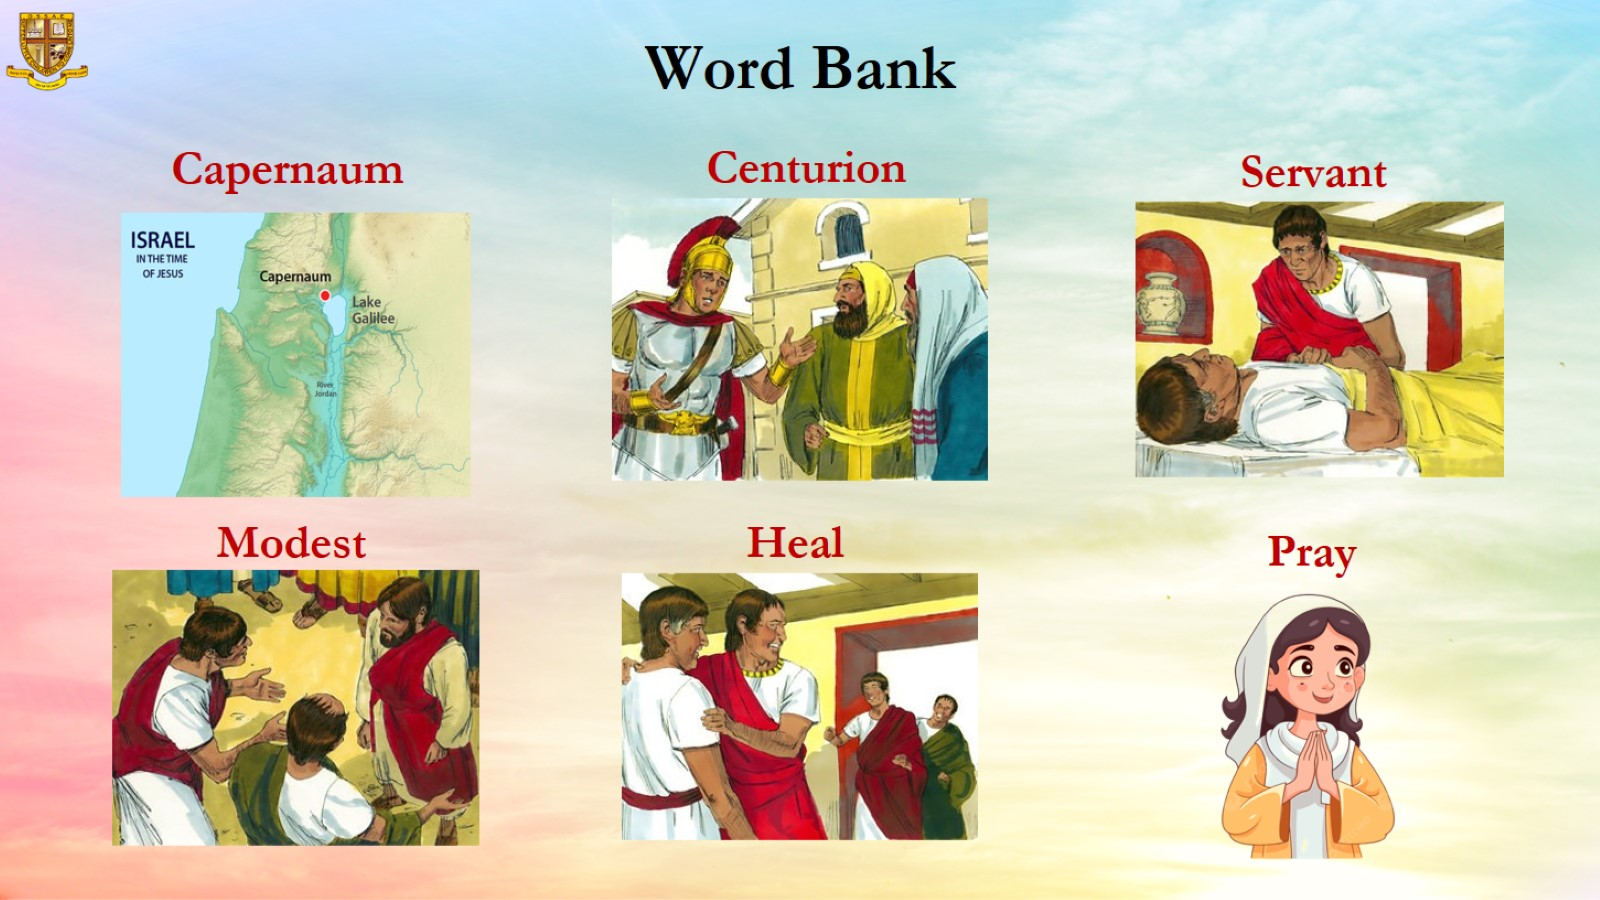 Word Bank
Capernaum
Centurion
Servant
ISRAEL
IN THE TIME
OF JESUS
Capernaum
Lake
Galilee
River
Jordan
Modest
Heal
Pray